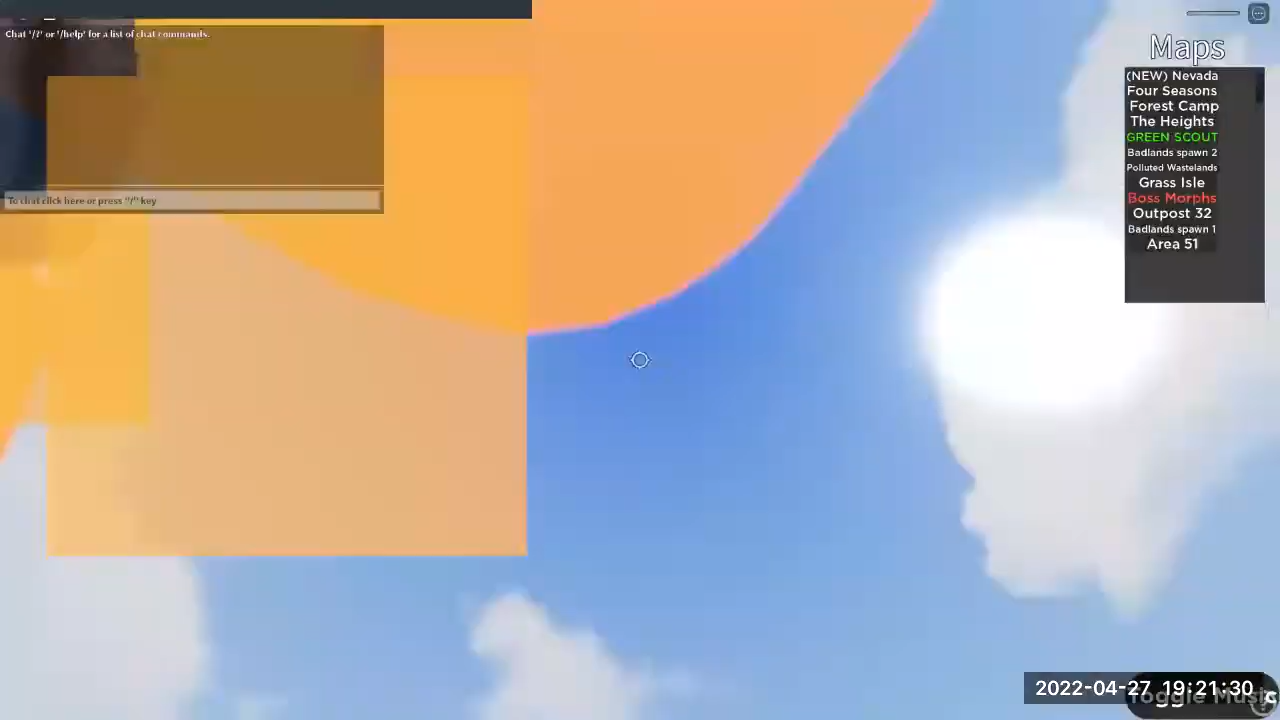 Chat '/?' or '/help' for a list of chat commands.
To chat click here or press "/" key
Maps
(NEW) Nevada
Four Seasons
Forest Camp
The Heights
GREEN SCOUT
Badlands spawn 2
Polluted Wastelands
Grass Isle
Boss Morphs
Outpost 32
Badlands spawn 1
Area 51
2022-04-27 19:21:30
Toggle Music